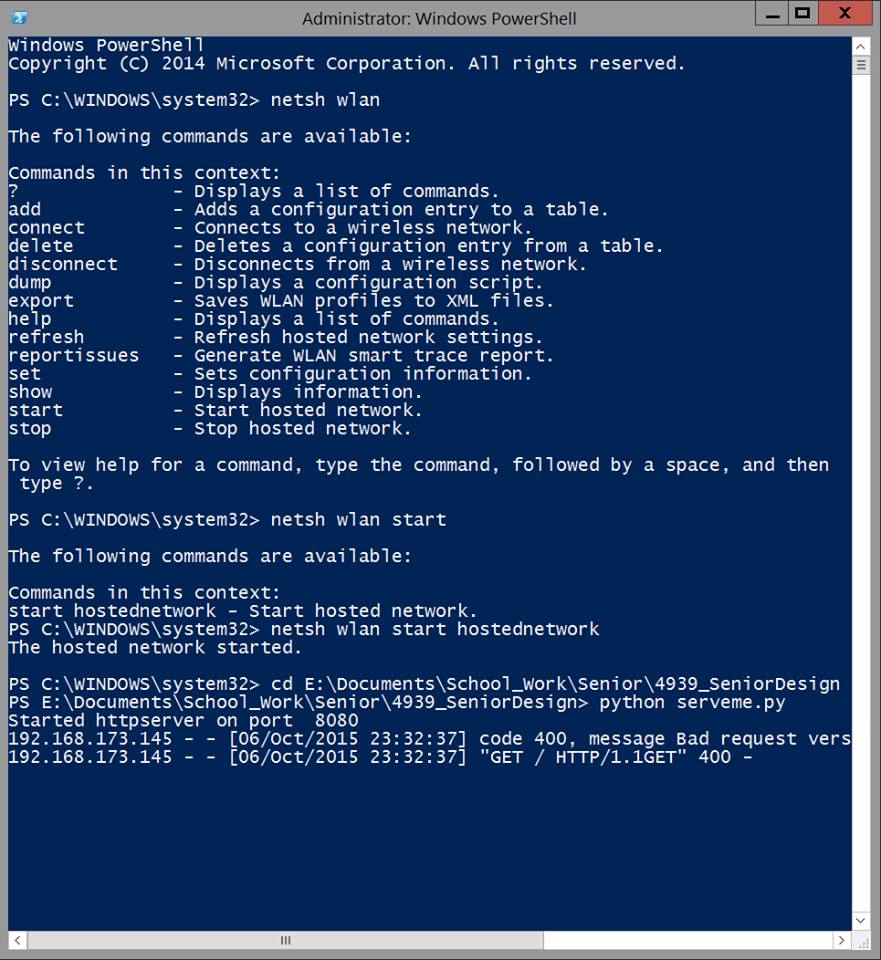 Administrator: Windows PowerShell
Windows PowerShell
Copyright (C) 2014 Microsoft Corporation. All rights reserved.
PS C:\WINDOWS\system32> netsh wlan
The following commands are available:
Commands in this context:
?              - Displays a list of commands.
add            - Adds a configuration entry to a table.
connect        - Connects to a wireless network.
delete         - Deletes a configuration entry from a table.
disconnect     - Disconnects from a wireless network.
dump           - Displays a configuration script.
export         - Saves WLAN profiles to XML files.
help           - Displays a list of commands.
refresh        - Refresh hosted network settings.
reportissues   - Generate WLAN smart trace report.
set            - Sets configuration information.
show           - Displays information.
start          - Start hosted network.
stop           - Stop hosted network.
To view help for a command, type the command, followed by a space, and then
 type ?.
PS C:\WINDOWS\system32> netsh wlan start
The following commands are available:
Commands in this context:
start hostednetwork - Start hosted network.
PS C:\WINDOWS\system32> netsh wlan start hostednetwork
The hosted network started.
PS C:\WINDOWS\system32> cd E:\Documents\School_Work\Senior\4939_SeniorDesign
PS E:\Documents\School_Work\Senior\4939_SeniorDesign> python serveme.py
Started httpserver on port  8080
192.168.173.145 - - [06/Oct/2015 23:32:37] code 400, message Bad request vers
192.168.173.145 - - [06/Oct/2015 23:32:37] "GET / HTTP/1.1GET" 400 -